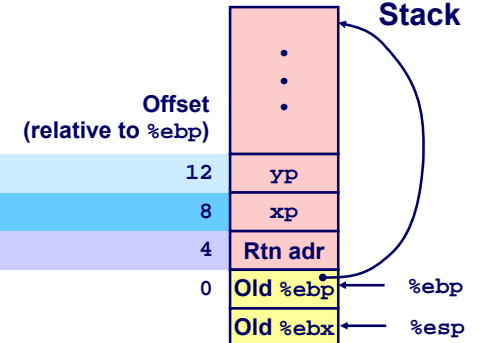 Stack
•
•
•
Offset
(relative to %ebp)
12 yp
8 xp
4 Rtn adr
0 Old %ebp %ebp
Old %ebx %esp